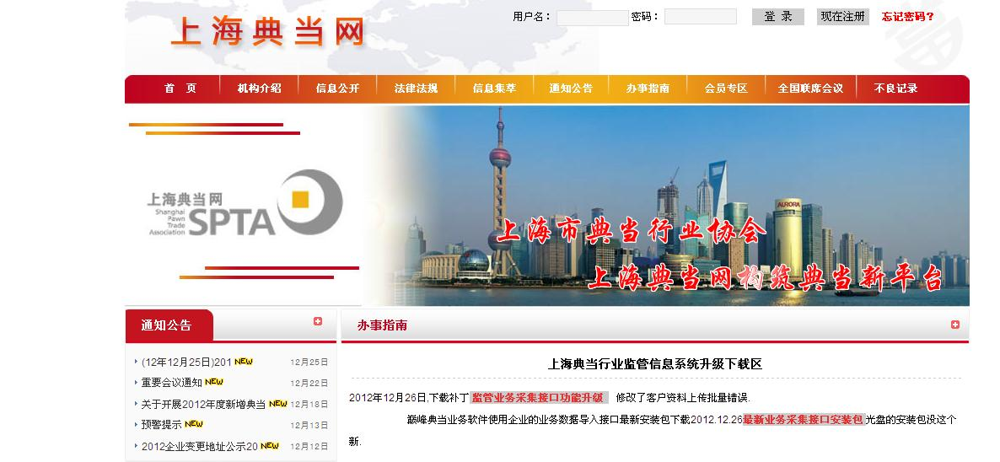 上海典当网
用户名： 密码： 登 录 现在注册 忘记密码？
首 页 机构介绍 信息公开 法律法规 信息集萃 通知公告 办事指南 会员专区 全国联席会议 不良记录
上海典当网
Shanghai
Pawn
Trade
Association
SPTA
AURORA
上海市典当行业协会
上海典当网构筑典当新平台
通知公告
(12年12月25日)201 NEW 12月25日
重要会议通知 NEW 12月22日
关于开展2012年度新增典当 NEW 12月18日
预警提示 NEW 12月13日
2012企业变更地址公示20 NEW 12月12日
办事指南
上海典当行业监管信息系统升级下载区
2012年12月26日,下载补丁 监管业务采集接口功能升级 修改了客户资料上传批量错误.
巅峰典当业务软件使用企业的业务数据导入接口最新安装包下载2012.12.26最新业务采集接口安装包光盘的安装包没这个
新.